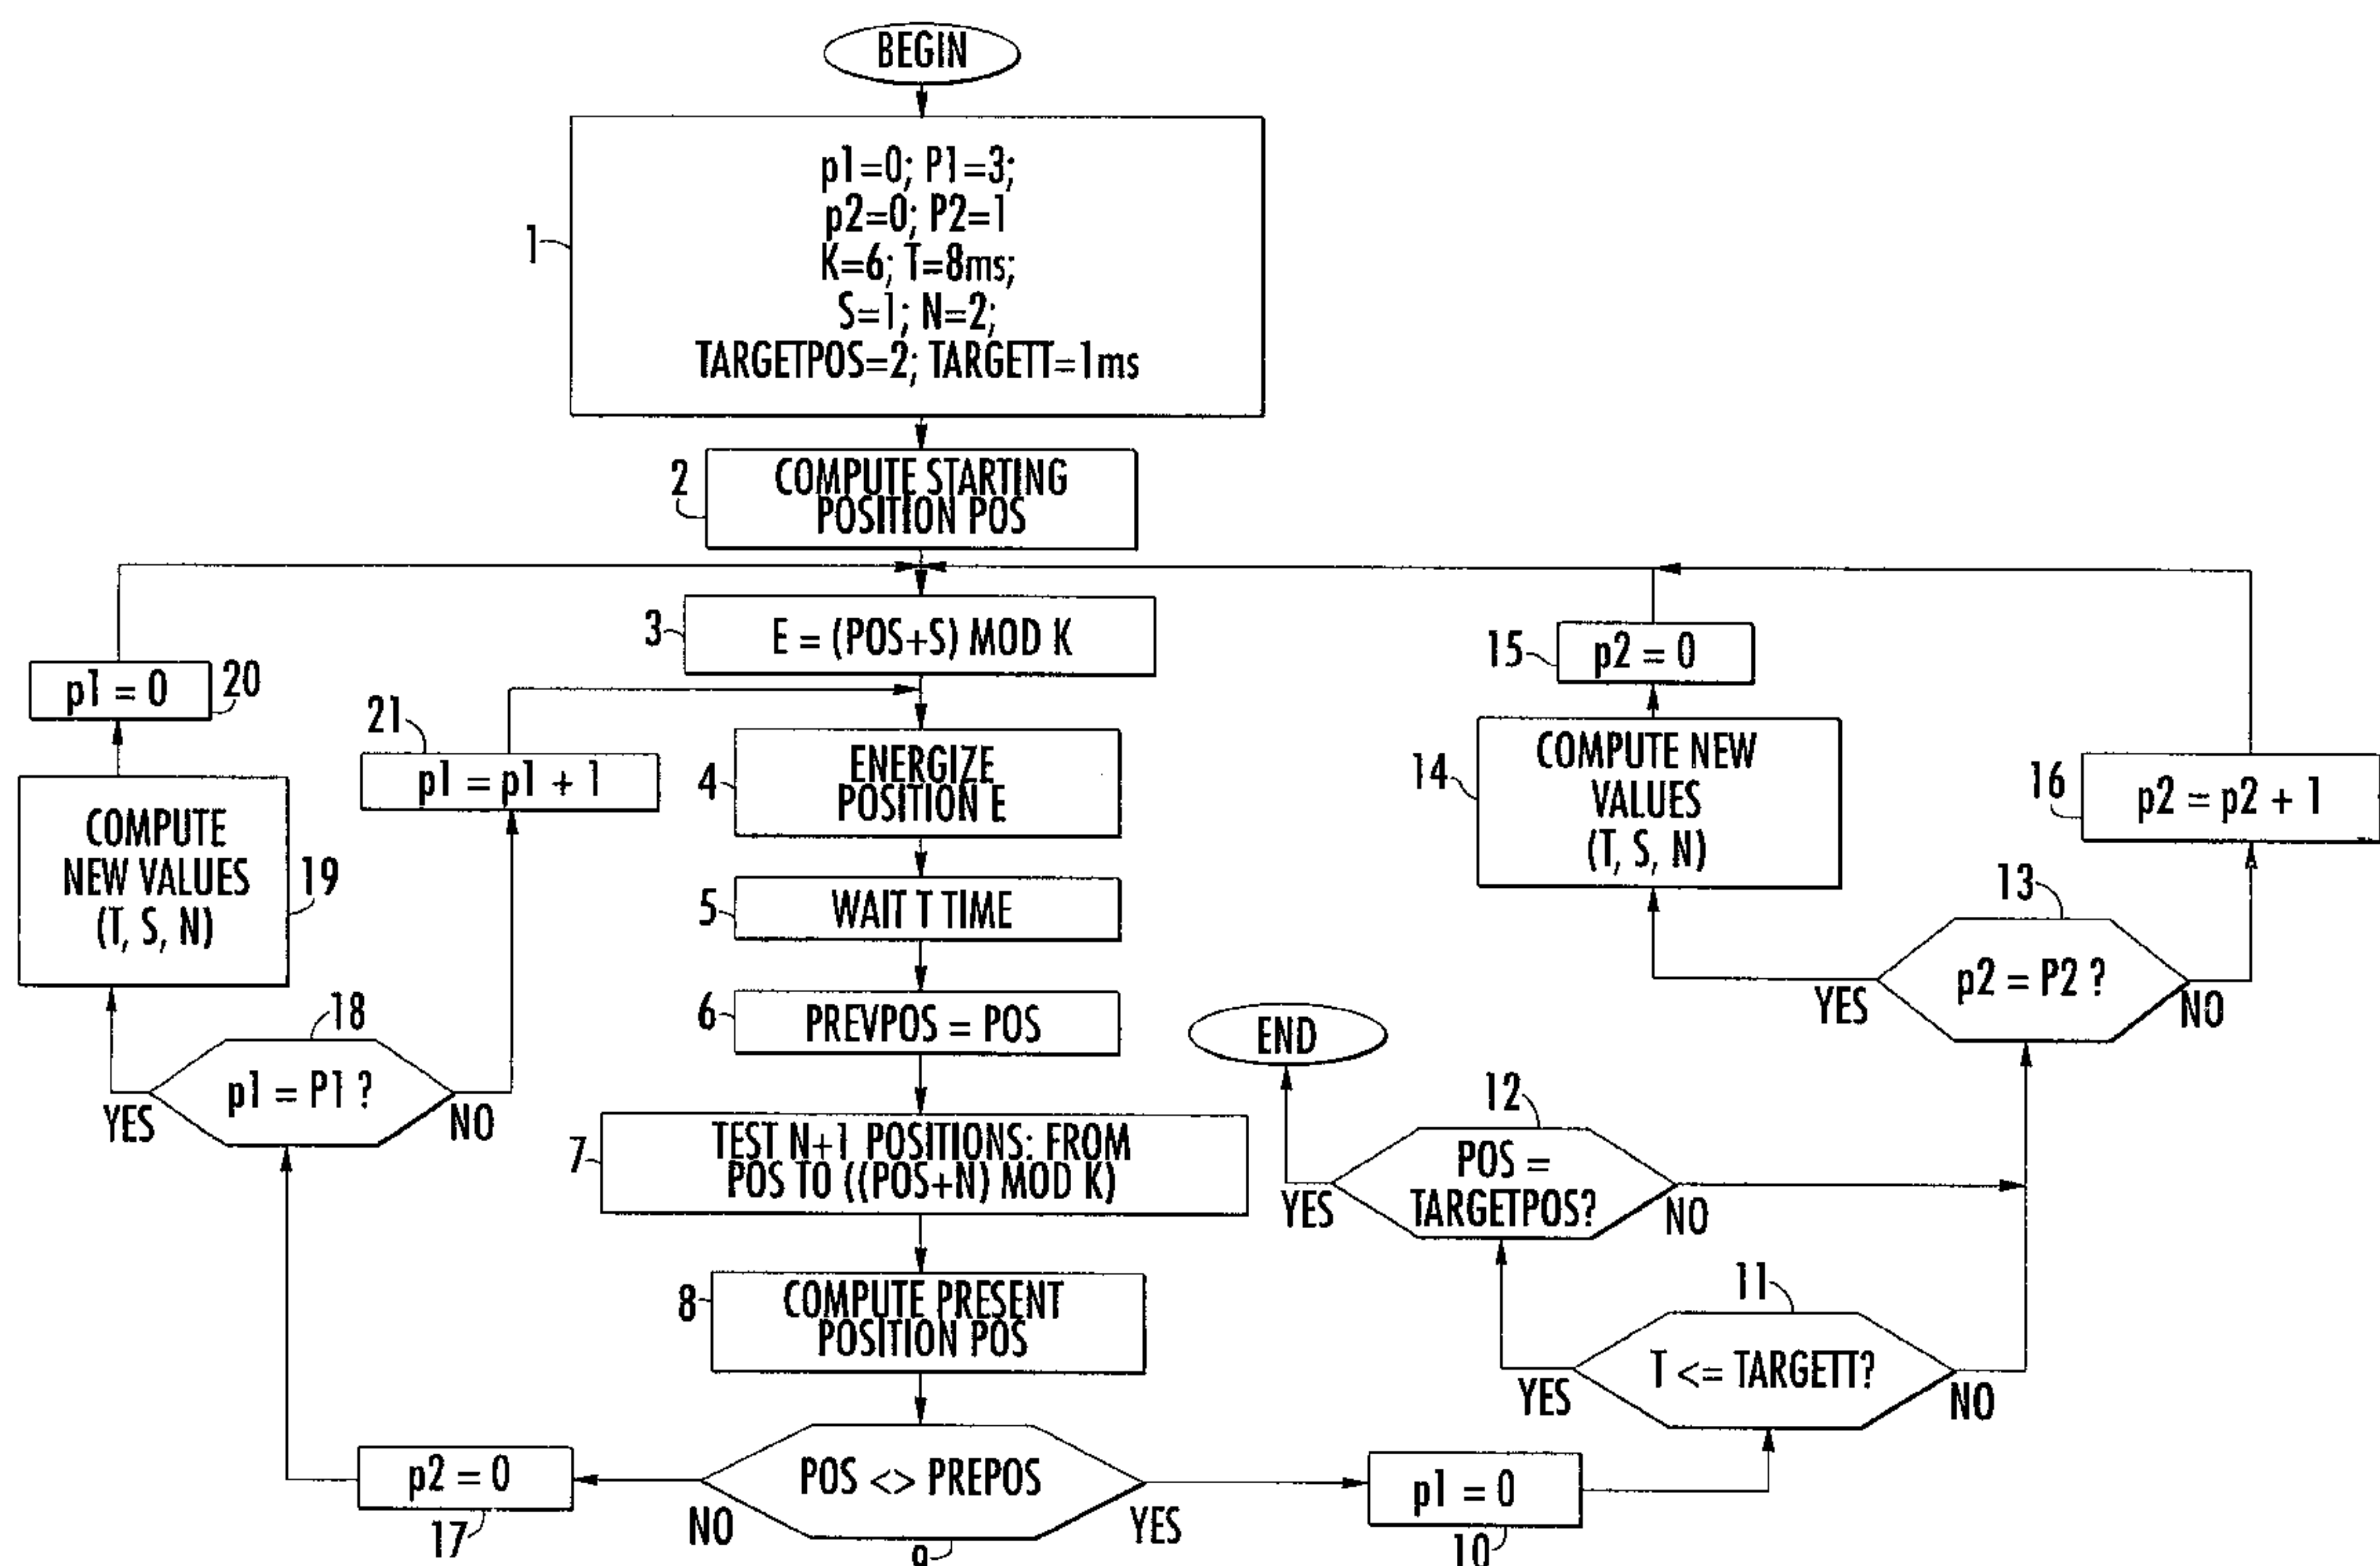 BEGIN
p1=0; P1=3;
p2=0; P2=1
K=6; T=8ms;
S=1; N=2;
TARGETPOS=2; TARGETT=1ms
1
COMPUTE STARTING
POSITION POS
2
E = (POS+S) MOD K
3
ENERGIZE
POSITION E
4
WAIT T TIME
5
PREVPOS = POS
6
TEST N+1 POSITIONS: FROM
POS TO ((POS+N) MOD K)
7
COMPUTE PRESENT
POSITION POS
8
POS <> PREPOS
NO
YES
9
p1 = 0
10
T <= TARGETT?
YES
NO
11
POS =
TARGETPOS?
YES
NO
12
END
p2 = P2 ?
YES
NO
13
COMPUTE NEW
VALUES
(T, S, N)
14
p2 = 0
15
p2 = p2 + 1
16
p2 = 0
17
p1 = P1 ?
YES
NO
18
COMPUTE
NEW VALUES
(T, S, N)
19
p1 = 0
20
p1 = p1 + 1
21